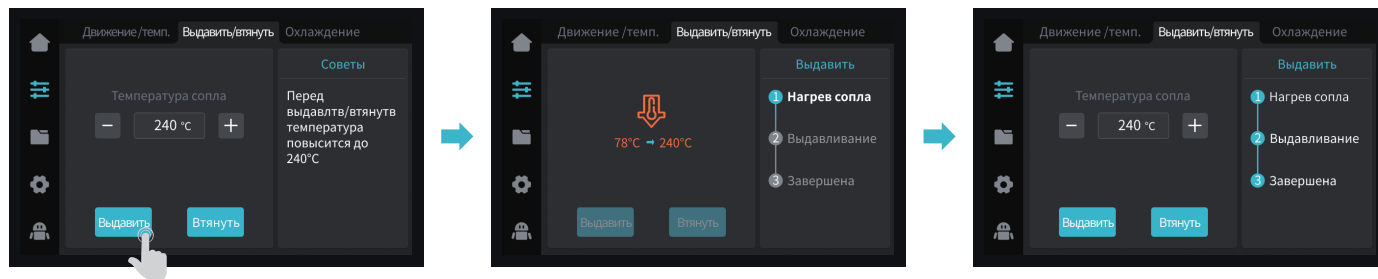 Движение/темп. Выдавить/втянуть Охлаждение
Советы
Температура сопла
− 240 °C +
Перед
выдавлтв/втянутв
температура
повысится до
240°C
Выдавить Втянуть
Движение /темп. Выдавить/втянуть Охлаждение
Выдавить
1 Нагрев сопла
78°C → 240°C
2 Выдавливание
3 Завершена
Выдавить Втянуть
Движение /темп. Выдавить/втянуть Охлаждение
Выдавить
Температура сопла
− 240 °C +
1 Нагрев сопла
2 Выдавливание
3 Завершена
Выдавить Втянуть